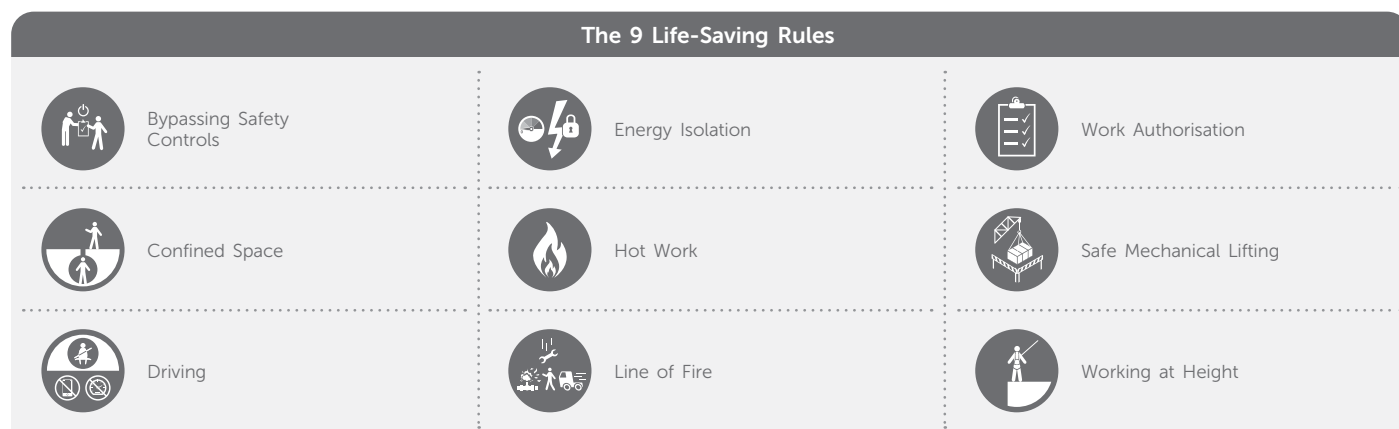 The 9 Life-Saving Rules
Bypassing Safety
Controls
Energy Isolation
Work Authorisation
Confined Space
Hot Work
Safe Mechanical Lifting
Driving
Line of Fire
Working at Height